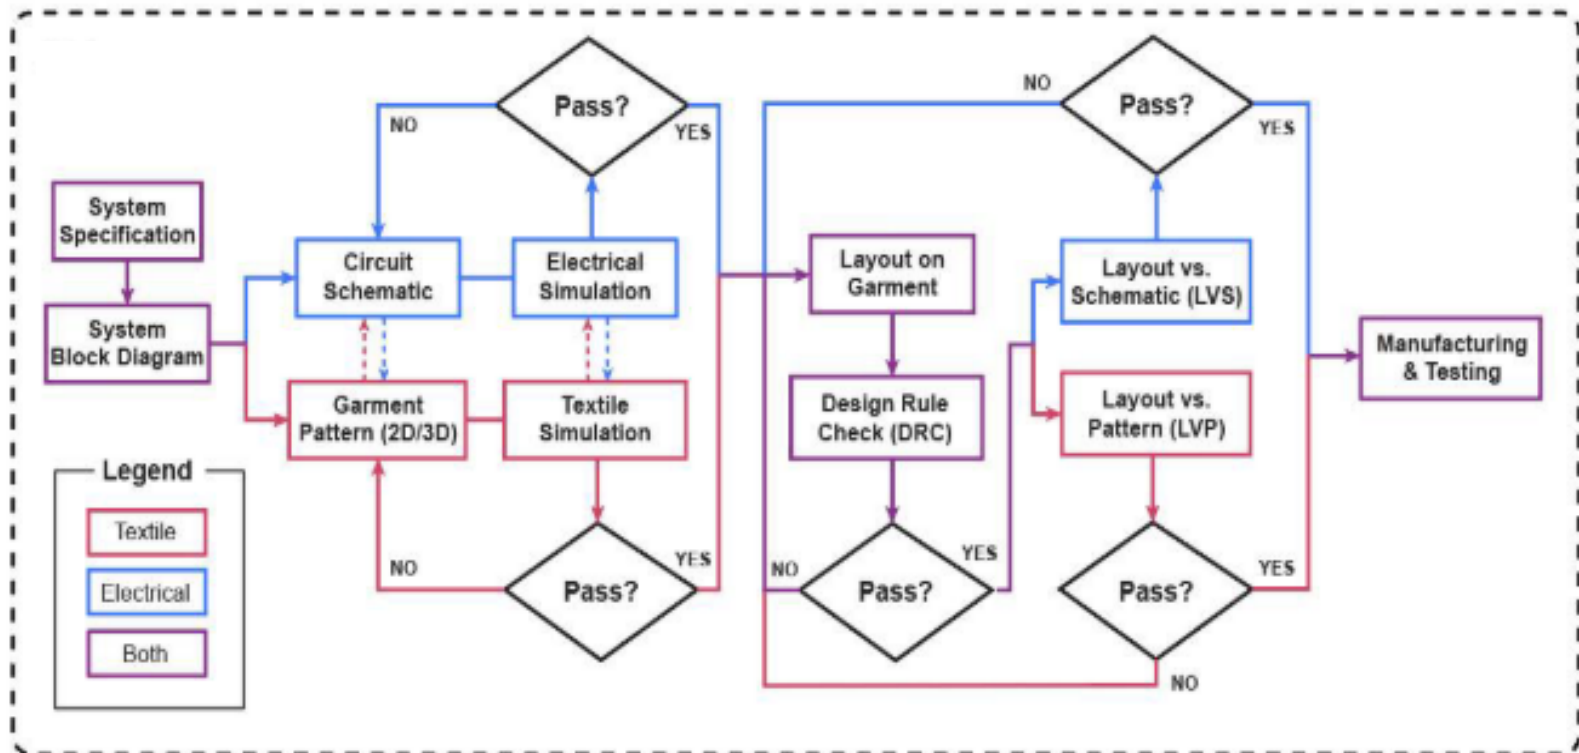 System
Specification
System
Block Diagram
Pass?
NO
YES
Circuit
Schematic
Electrical
Simulation
Garment
Pattern (2D/3D)
Textile
Simulation
NO
Pass?
YES
Layout on
Garment
Design Rule
Check (DRC)
NO
Pass?
YES
NO
Pass?
YES
Layout vs.
Schematic (LVS)
Layout vs.
Pattern (LVP)
Pass?
YES
NO
Manufacturing
& Testing
Legend
Textile
Electrical
Both